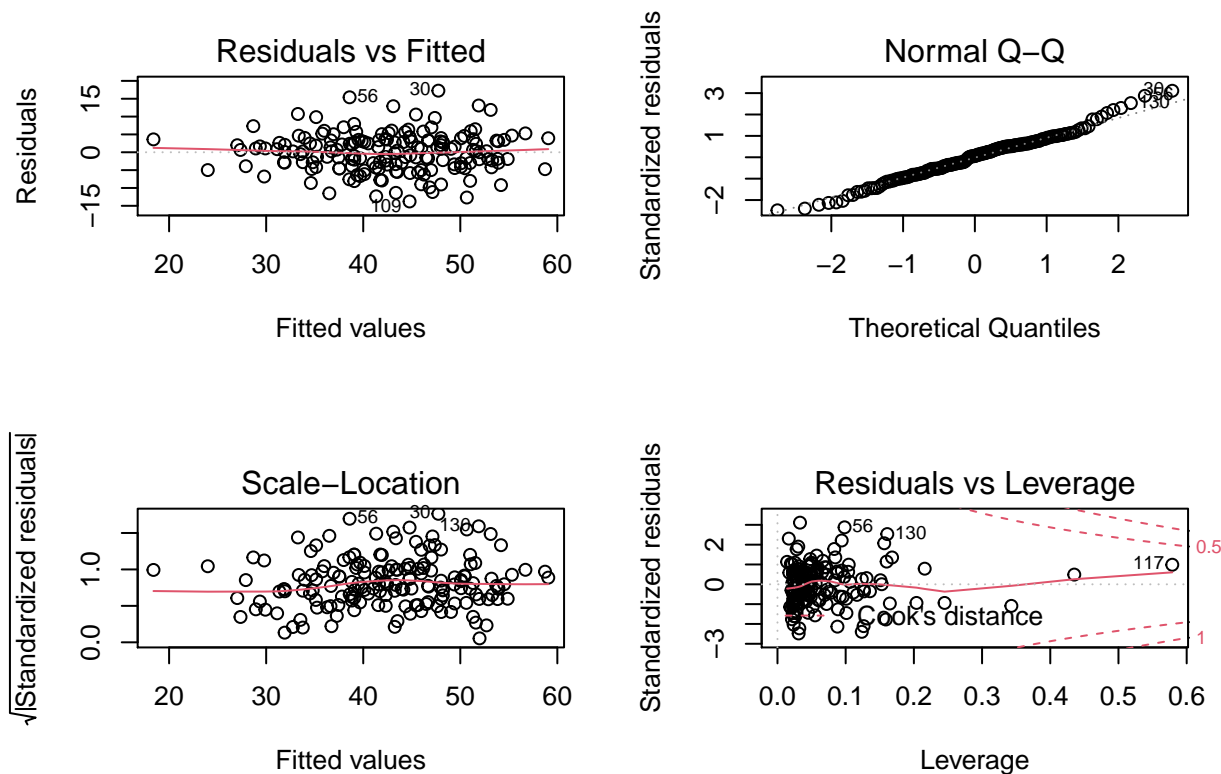 Residuals vs Fitted
Residuals
15
0
−15
30
56
109
20 30 40 50 60
Fitted values
Normal Q−Q
Standardized residuals
3
1
−2
130
−2 −1 0 1 2
Theoretical Quantiles
Scale−Location
√|Standardized residuals|
1.0
0.0
56
30
130
20 30 40 50 60
Fitted values
Residuals vs Leverage
Standardized residuals
2
0
−3
56
130
117
0.5
1
Cook's distance
0.0 0.1 0.2 0.3 0.4 0.5 0.6
Leverage